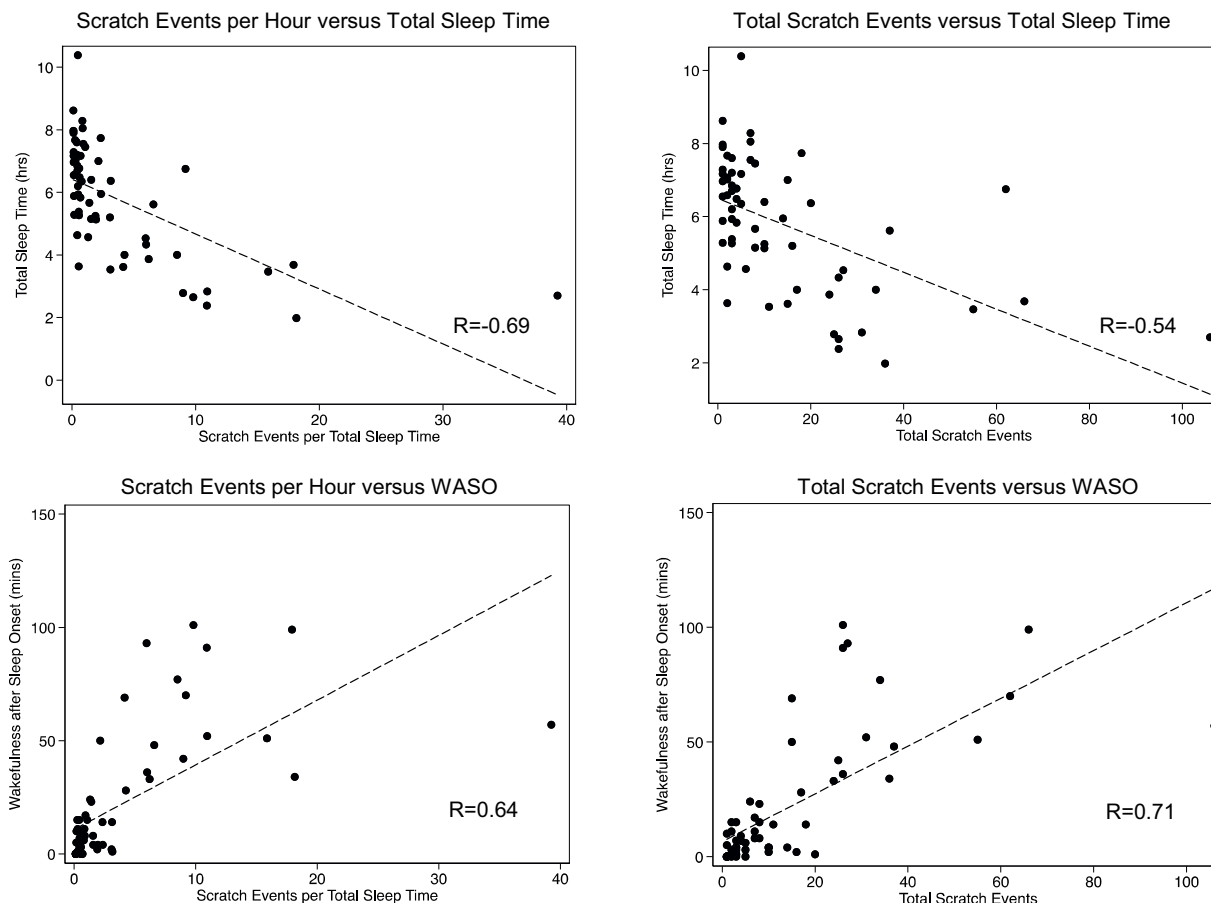 Scratch Events per Hour versus Total Sleep Time
Total Sleep Time (hrs)
10
8
6
4
2
0
R=-0.69
0 10 20 30 40
Scratch Events per Total Sleep Time
Total Scratch Events versus Total Sleep Time
Total Sleep Time (hrs)
10
8
6
4
2
R=-0.54
0 20 40 60 80 100
Total Scratch Events
Scratch Events per Hour versus WASO
Wakefulness after Sleep Onset (mins)
150
100
50
0
R=0.64
0 10 20 30 40
Scratch Events per Total Sleep Time
Total Scratch Events versus WASO
Wakefulness after Sleep Onset (mins)
150
100
50
0
R=0.71
0 20 40 60 80 100
Total Scratch Events